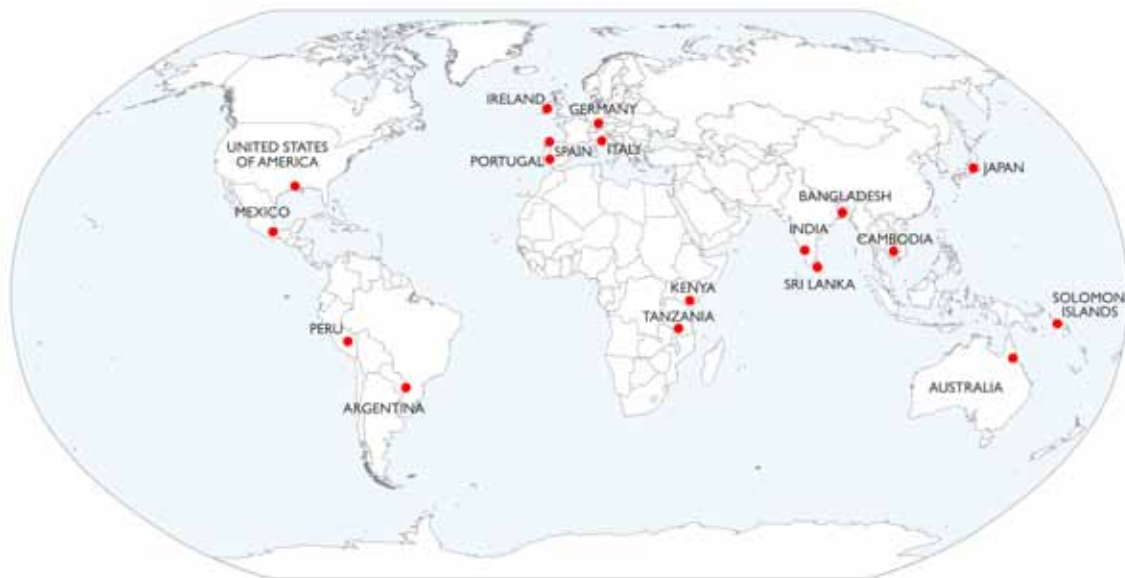 IRELAND
GERMANY
UNITED STATES
OF AMERICA
SPAIN
ITALY
PORTUGAL
JAPAN
BANGLADESH
MEXICO
INDIA
CAMBODIA
SRI LANKA
KENYA
SOLOMON
ISLANDS
TANZANIA
PERU
AUSTRALIA
ARGENTINA